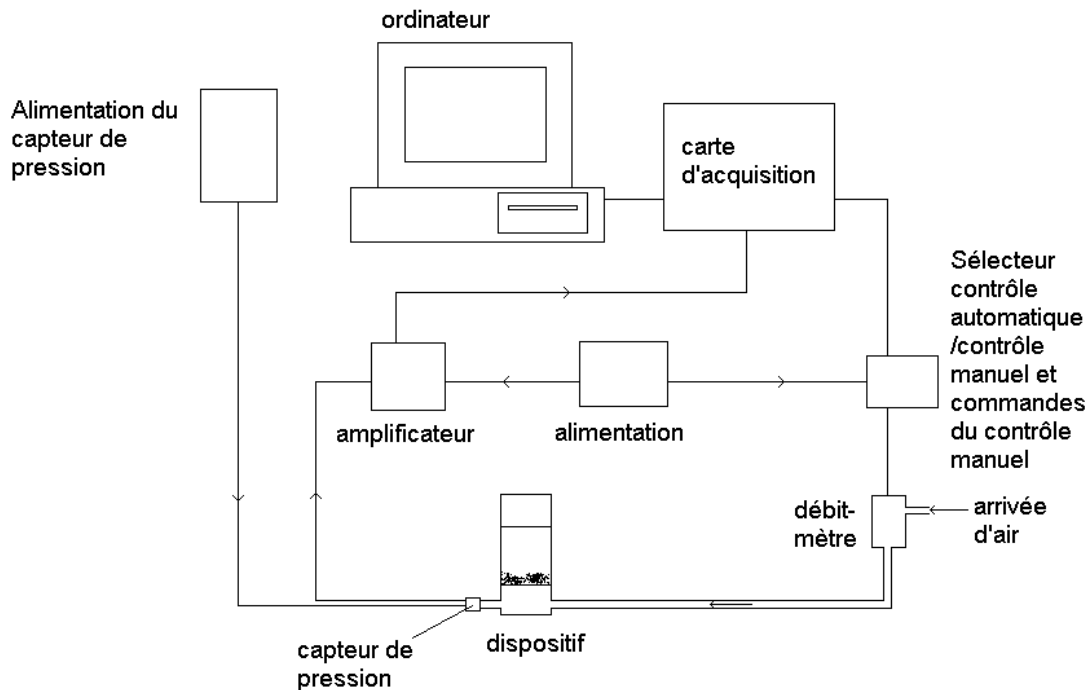 ordinateur
Alimentation du
capteur de
pression
carte
d'acquisition
Sélecteur
contrôle
automatique
/contrôle
manuel et
commandes
du contrôle
manuel
amplificateur
alimentation
débit-
mètre
arrivée
d'air
dispositif
capteur de
pression